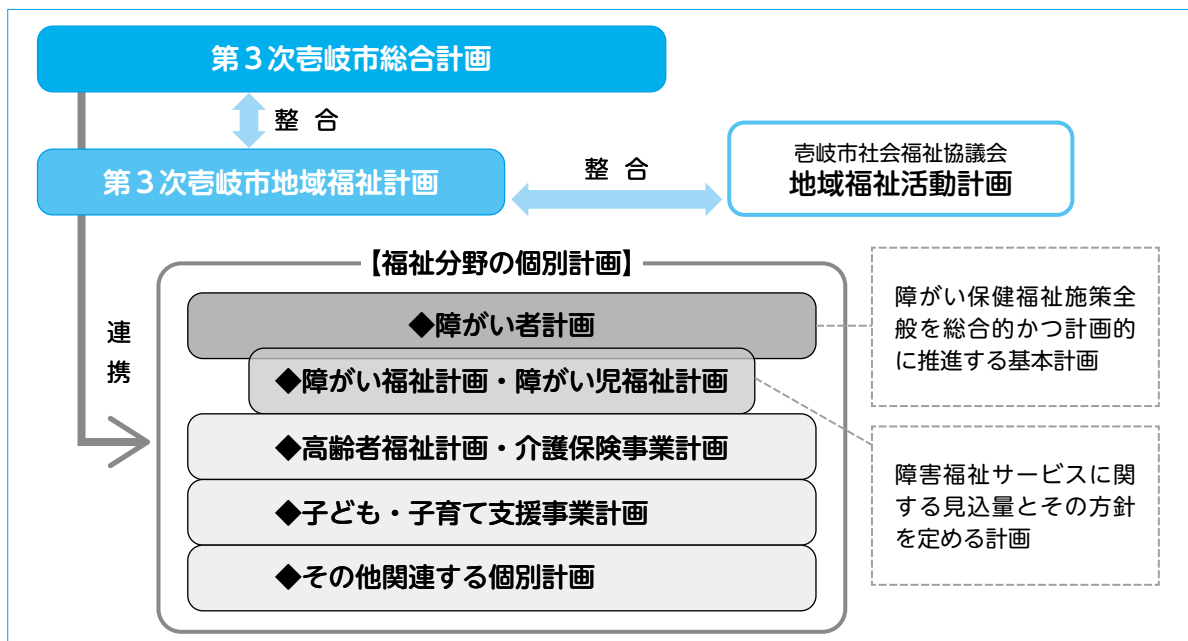 第３次壱岐市総合計画
整 合
第３次壱岐市地域福祉計画
整 合
壱岐市社会福祉協議会
地域福祉活動計画
【福祉分野の個別計画】
連
携
◆障がい者計画
◆障がい福祉計画・障がい児福祉計画
◆高齢者福祉計画・介護保険事業計画
◆子ども・子育て支援事業計画
◆その他関連する個別計画
障がい保健福祉施策全
般を総合的かつ計画的
に推進する基本計画
障害福祉サービスに関
する見込量とその方針
を定める計画